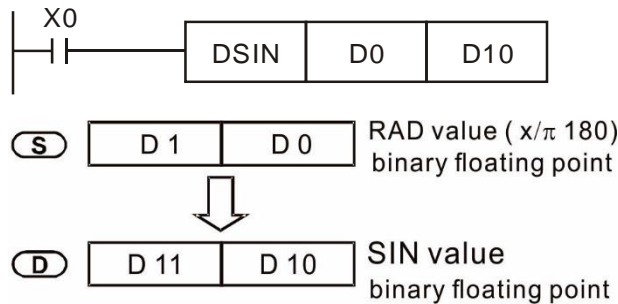 X0
DSIN D0 D10
S D 1 D 0 RAD value ( x/π 180)
binary floating point
D D 11 D 10 SIN value
binary floating point